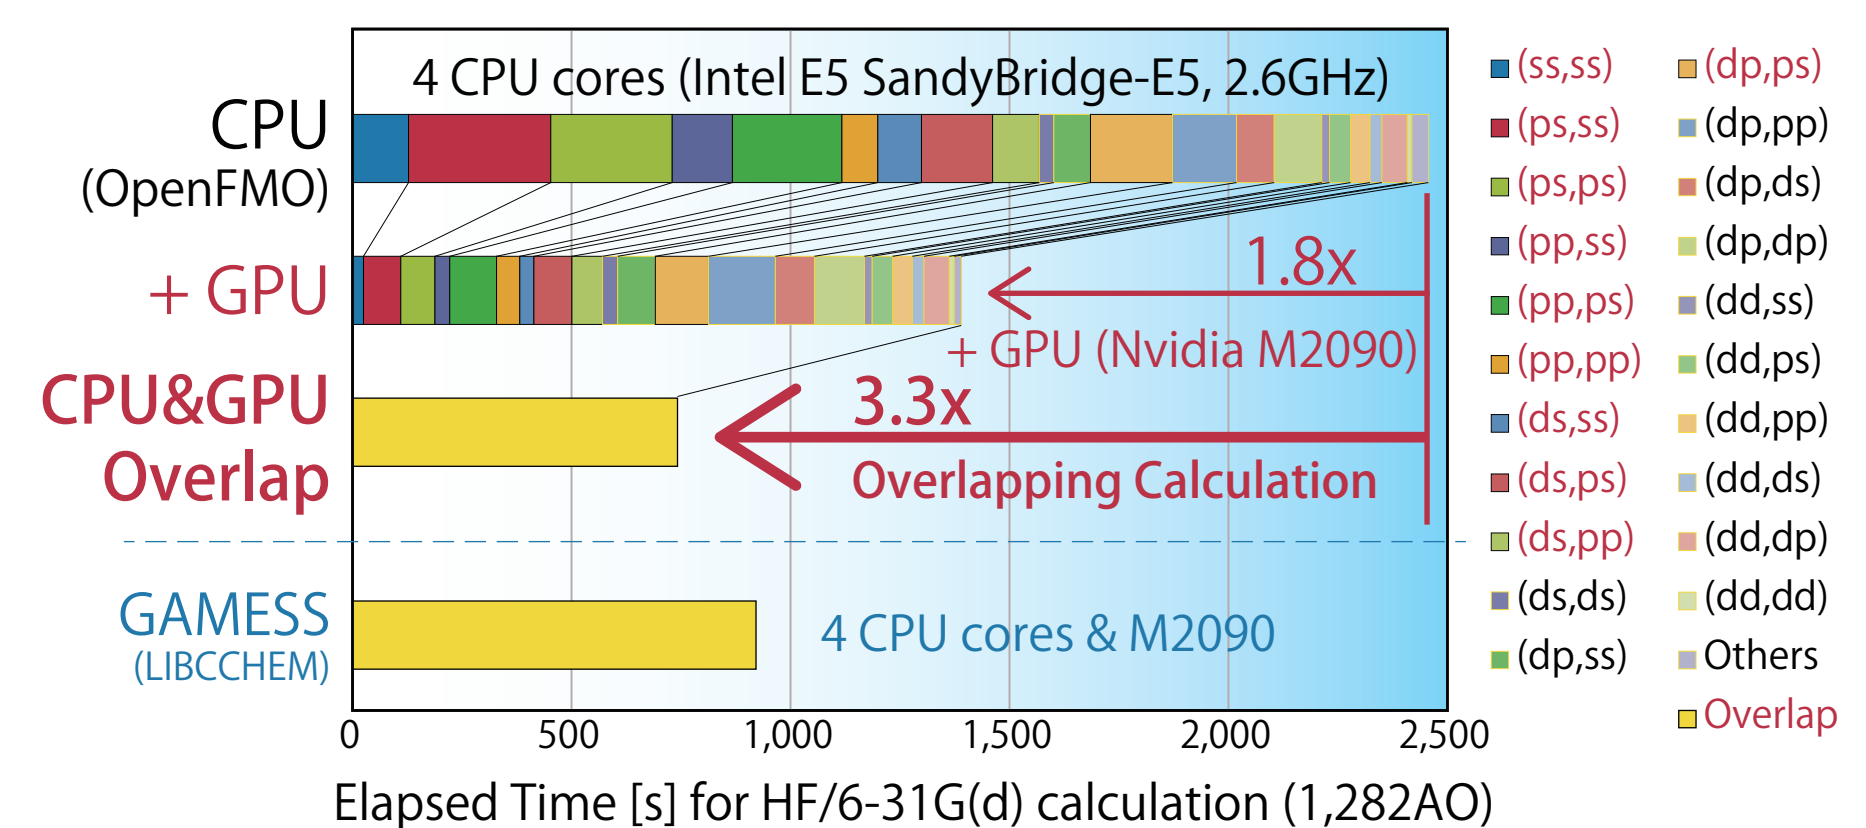 4 CPU cores (Intel E5 SandyBridge-E5, 2.6GHz)
CPU
(OpenFMO)
+ GPU
1.8x
+ GPU (Nvidia M2090)
CPU&GPU
Overlap
3.3x
Overlapping Calculation
GAMESS
(LIBCCHEM)
4 CPU cores & M2090
0
500
1,000
1,500
2,000
2,500
Elapsed Time [s] for HF/6-31G(d) calculation (1,282AO)
(ss,ss)
(ps,ss)
(ps,ps)
(pp,ss)
(pp,ps)
(pp,pp)
(ds,ss)
(ds,ps)
(ds,pp)
(ds,ds)
(dp,ss)
(dp,ps)
(dp,pp)
(dp,ds)
(dp,dp)
(dd,ss)
(dd,ps)
(dd,pp)
(dd,ds)
(dd,dp)
(dd,dd)
Others
Overlap